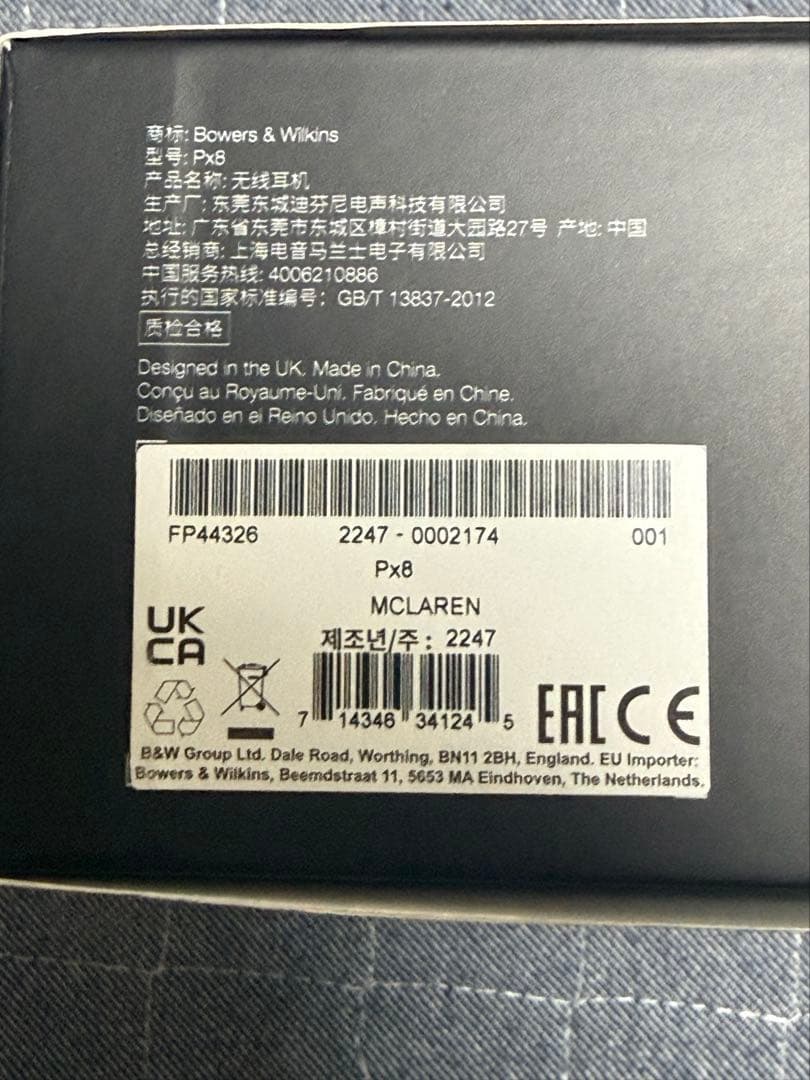 商标: Bowers & Wilkins
型号: Px8
产品名称: 无线耳机
生产厂: 东莞东城迪芬尼电声科技有限公司
地址: 广东省东莞市东城区樟村街道大园路27号 产地: 中国
总经销商: 上海电音马兰士电子有限公司
中国服务热线: 4006210886
执行的国家标准编号: GB/T 13837-2012
质检合格
Designed in the UK. Made in China.
Conçu au Royaume-Uni. Fabriqué en Chine.
Diseñado en el Reino Unido. Hecho en China.
FP44326 2247 - 0002174 001
Px8
MCLAREN
제조년/주 : 2247
UK
CA
7 14346 34124 5
EAC CE
B&W Group Ltd. Dale Road, Worthing, BN11 2BH, England. EU Importer:
Bowers & Wilkins, Beemdstraat 11, 5653 MA Eindhoven, The Netherlands.